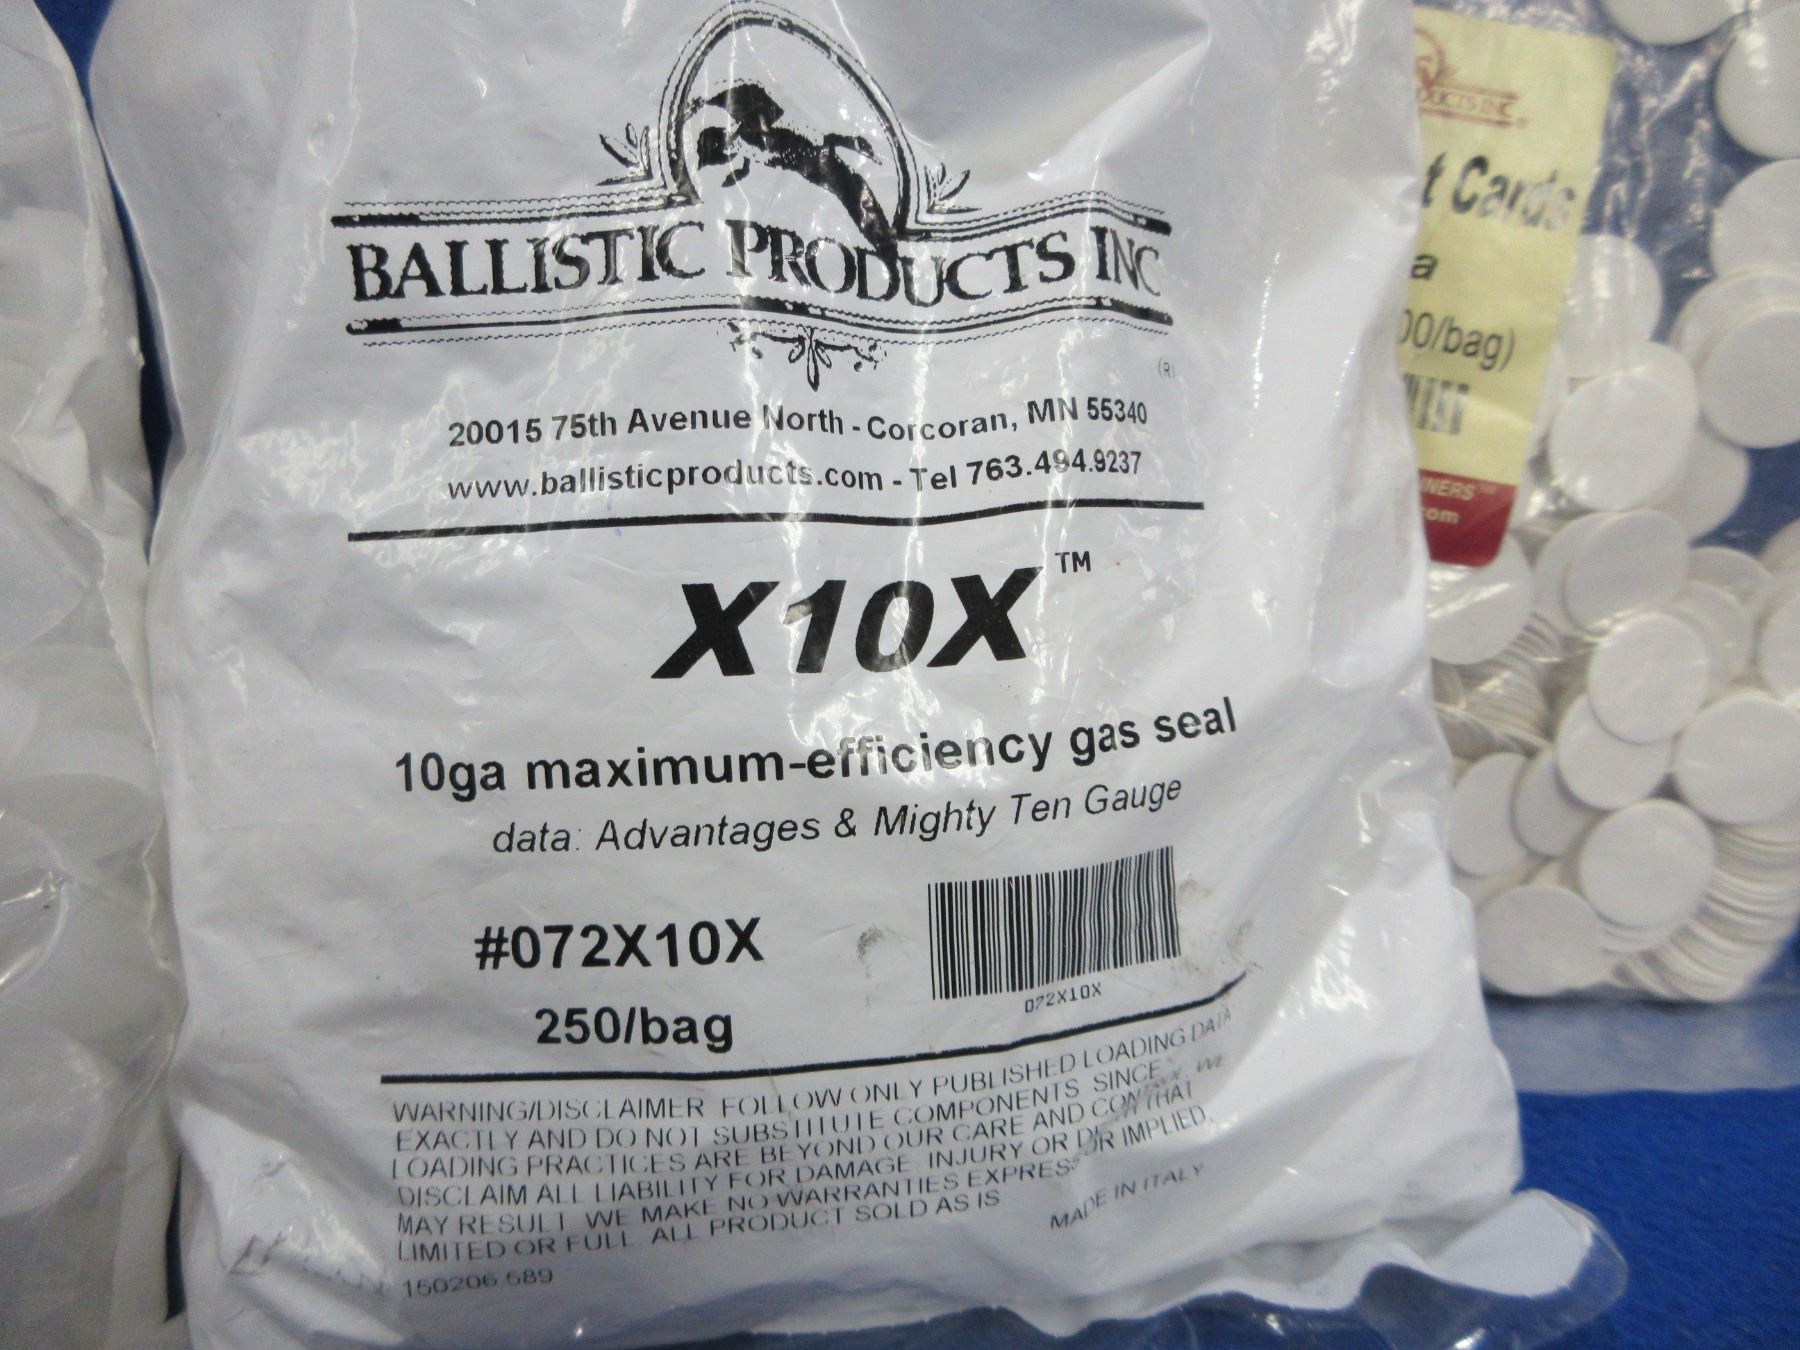 BALLISTIC PRODUCTS INC
(R)
20015 75th Avenue North - Corcoran, MN 55340
www.ballisticproducts.com - Tel 763.494.9237
X10X™
10ga maximum-efficiency gas seal
data: Advantages & Mighty Ten Gauge
#072X10X
250/bag
072X10X
WARNING/DISCLAIMER FOLLOW ONLY PUBLISHED LOADING DATA
EXACTLY AND DO NOT SUBSTITUTE COMPONENTS SINCE
LOADING PRACTICES ARE BEYOND OUR CARE AND WE
DISCLAIM ALL LIABILITY FOR DAMAGE INJURY OR THAT
MAY RESULT WE MAKE NO WARRANTIES EXPRESS OR IMPLIED,
LIMITED OR FULL ALL PRODUCT SOLD AS IS
MADE IN ITALY
150206 589
DUCTS INC
t Cards
a
00/bag)
NERS™
.com